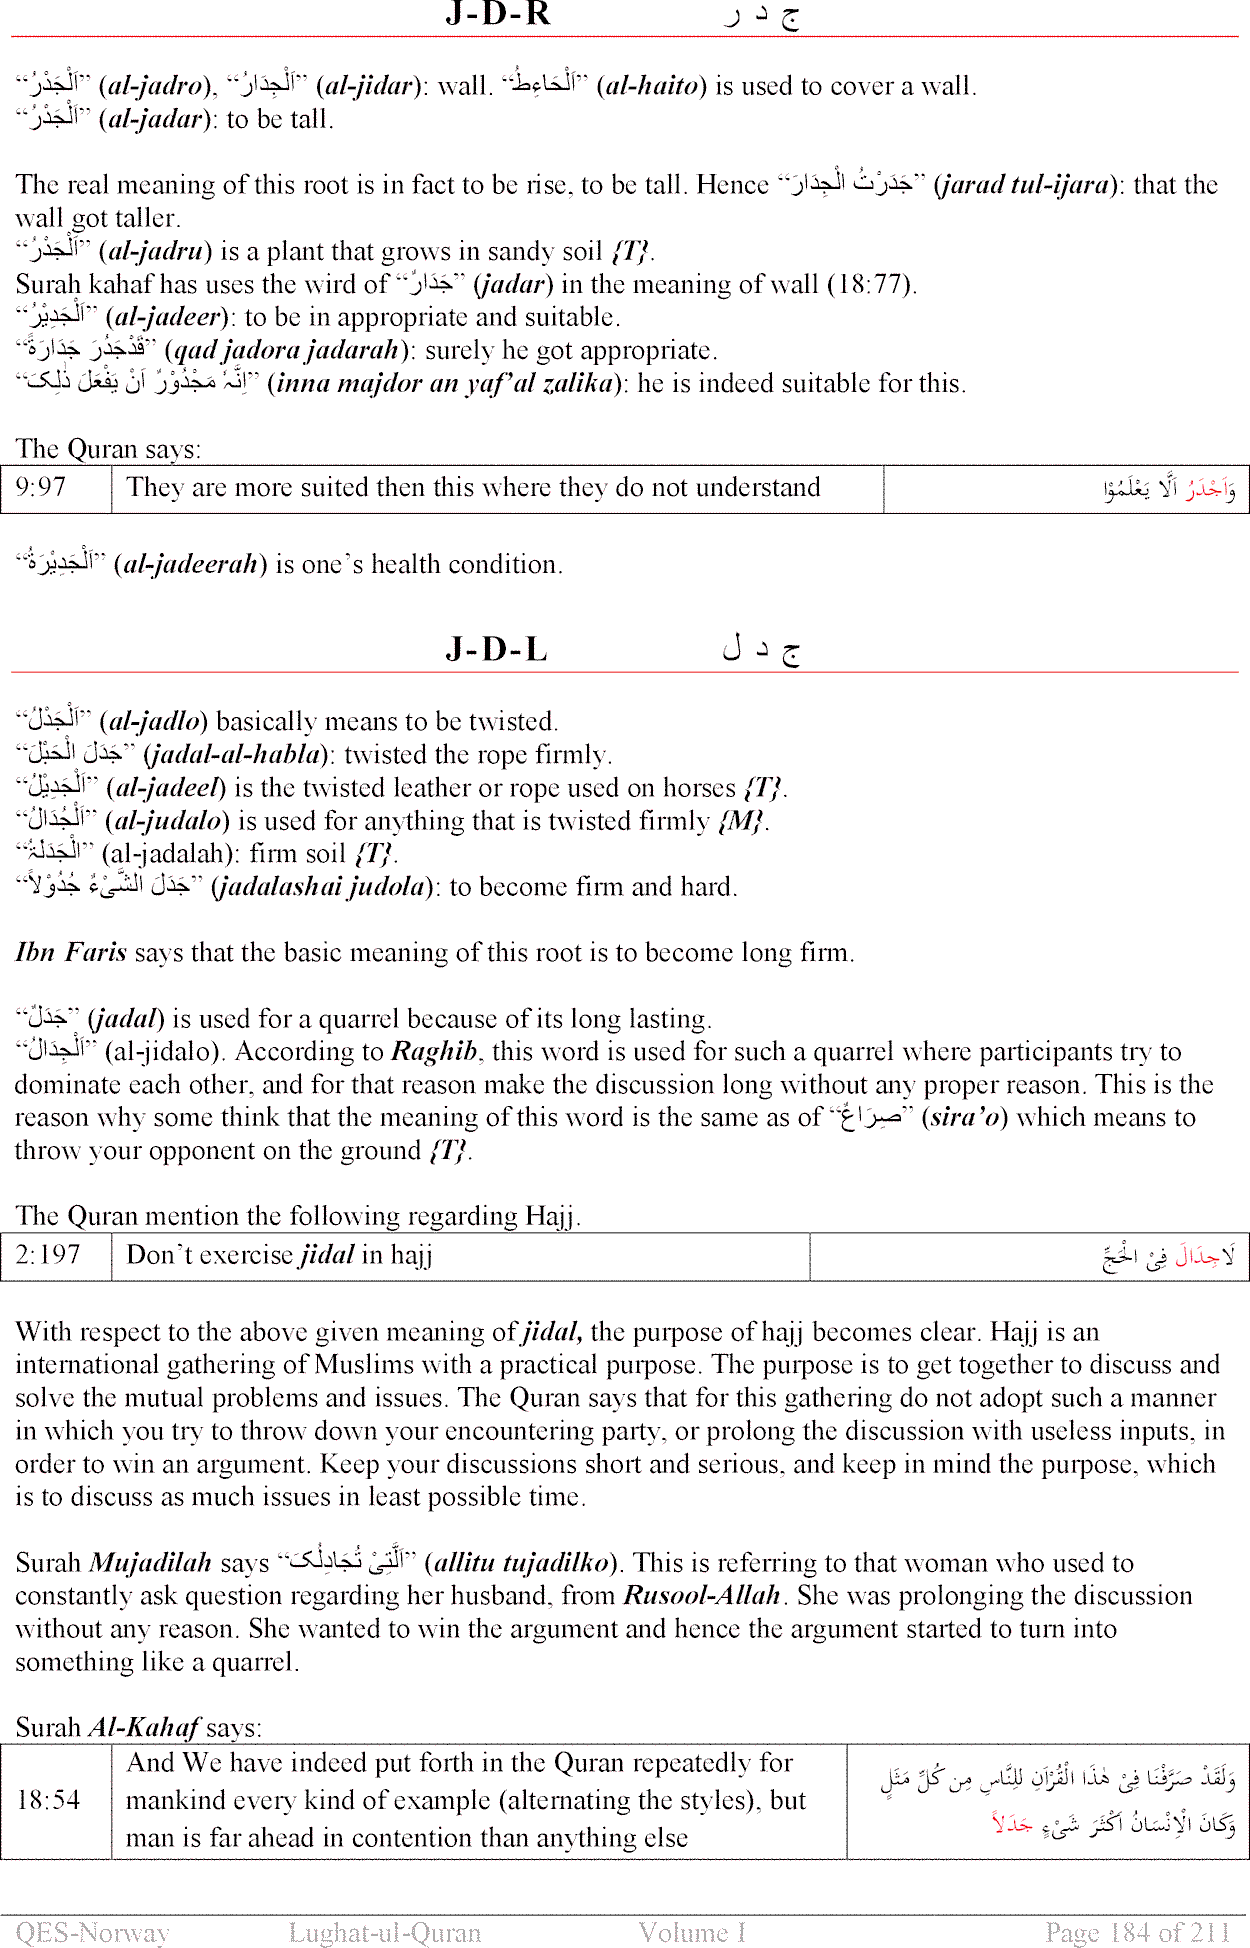 J-D-R ج د ر
“اَلْجَدْرُ” (al-jadro), “اَلْجِدَارُ” (al-jidar): wall. “اَلْحَاءِطُ” (al-haito) is used to cover a wall.
“اَلْجَدْرُ” (al-jadar): to be tall.
The real meaning of this root is in fact to be rise, to be tall. Hence “جَدَرْتُ الْجِدَارَ” (jarad tul-ijara): that the
wall got taller.
“اَلْجَدْرُ” (al-jadru) is a plant that grows in sandy soil {T}.
Surah kahaf has uses the wird of “جَدَارٌ” (jadar) in the meaning of wall (18:77).
“اَلْجَدِيْرُ” (al-jadeer): to be in appropriate and suitable.
“قَدْجَدُرَ جَدَارَةً” (qad jadora jadarah): surely he got appropriate.
“اِنَّہٗ مَجْدُوْرٌ اَنْ یَفْعَلَ ذٰلِکَ” (inna majdor an yaf’al zalika): he is indeed suitable for this.
The Quran says:
9:97 They are more suited then this where they do not understand وَاَجْدَرُ اَلَّا یَعْلَمُوْا
“اَلْجَدِيْرَةُ” (al-jadeerah) is one’s health condition.
J-D-L ج د ل
“اَلْجَدْلُ” (al-jadlo) basically means to be twisted.
“جَدَلَ الْحَبْلَ” (jadal-al-habla): twisted the rope firmly.
“اَلْجَدِيْلُ” (al-jadeel) is the twisted leather or rope used on horses {T}.
“اَلْجُدَالُ” (al-judalo) is used for anything that is twisted firmly {M}.
“الْجَدَلَۃُ” (al-jadalah): firm soil {T}.
“جَدَلَ الشَّیْءُ جُدُوْلاً” (jadalashai judola): to become firm and hard.
Ibn Faris says that the basic meaning of this root is to become long firm.
“جَدَلٌ” (jadal) is used for a quarrel because of its long lasting.
“اَلْجِدَالُ” (al-jidalo). According to Raghib, this word is used for such a quarrel where participants try to
dominate each other, and for that reason make the discussion long without any proper reason. This is the
reason why some think that the meaning of this word is the same as of “صِرَاعٌ” (sira’o) which means to
throw your opponent on the ground {T}.
The Quran mention the following regarding Hajj.
2:197 Don’t exercise jidal in hajj لَاجِدَالَ فِیْ الْحَجِّ
With respect to the above given meaning of jidal, the purpose of hajj becomes clear. Hajj is an
international gathering of Muslims with a practical purpose. The purpose is to get together to discuss and
solve the mutual problems and issues. The Quran says that for this gathering do not adopt such a manner
in which you try to throw down your encountering party, or prolong the discussion with useless inputs, in
order to win an argument. Keep your discussions short and serious, and keep in mind the purpose, which
is to discuss as much issues in least possible time.
Surah Mujadilah says “اَلَّتِیْ تُجَادِلُکَ” (allitu tujadilko). This is referring to that woman who used to
constantly ask question regarding her husband, from Rusool-Allah. She was prolonging the discussion
without any reason. She wanted to win the argument and hence the argument started to turn into
something like a quarrel.
Surah Al-Kahaf says:
And We have indeed put forth in the Quran repeatedly for وَلَقَدْ صَرَّفْنَا فِیْ ھٰذَا الْقُرْاٰنِ لِلنَّاسِ مِن کُلِّ مَثَلٍ
18:54 mankind every kind of example (alternating the styles), but
man is far ahead in contention than anything else وَکَانَ الْاِنْسَانُ اَکْثَرَ شَیْءٍ جَدَلاً
QES-Norway Lughat-ul-Quran Volume I Page 184 of 211